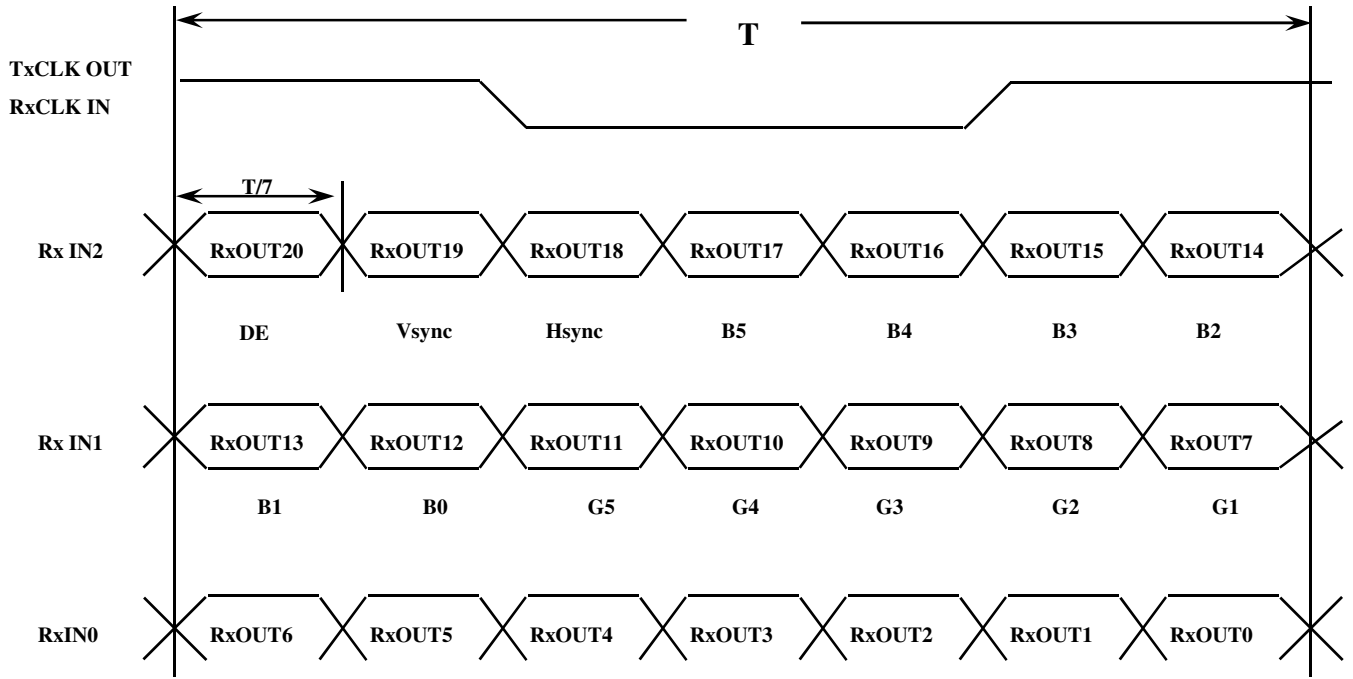 T
TxCLK OUT
RxCLK IN
T/7
Rx IN2 RxOUT20 RxOUT19 RxOUT18 RxOUT17 RxOUT16 RxOUT15 RxOUT14
DE Vsync Hsync B5 B4 B3 B2
Rx IN1 RxOUT13 RxOUT12 RxOUT11 RxOUT10 RxOUT9 RxOUT8 RxOUT7
B1 B0 G5 G4 G3 G2 G1
RxIN0 RxOUT6 RxOUT5 RxOUT4 RxOUT3 RxOUT2 RxOUT1 RxOUT0